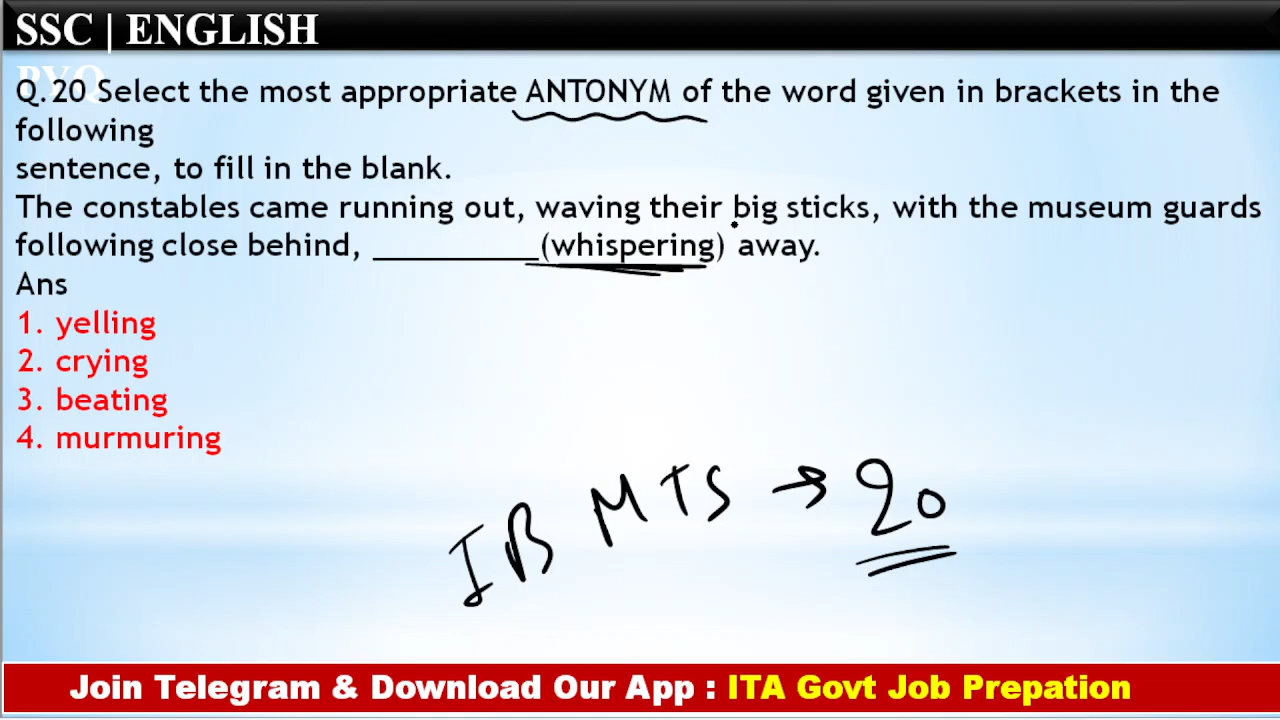 SSC | ENGLISH
PYQ
Q.20 Select the most appropriate ANTONYM of the word given in brackets in the
following
sentence, to fill in the blank.
The constables came running out, waving their big sticks, with the museum guards
following close behind, __________(whispering) away.
Ans
1. yelling
2. crying
3. beating
4. murmuring
IB MTS → 20
Join Telegram & Download Our App : ITA Govt Job Prepation